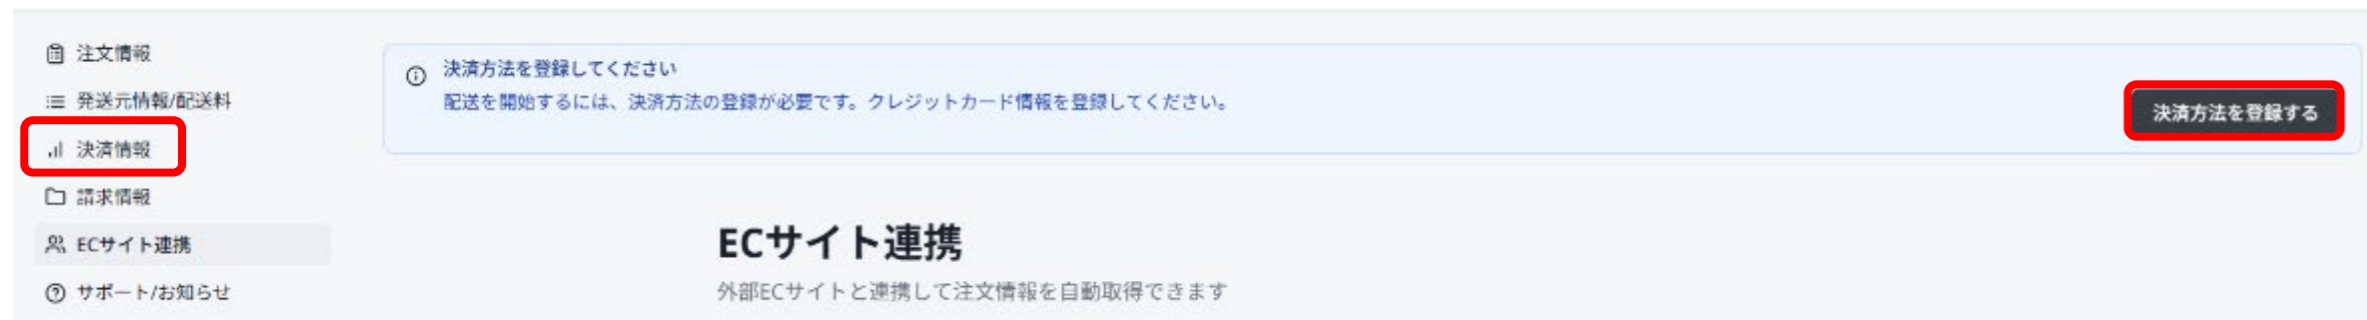 注文情報
発送元情報/配送料
決済情報
請求情報
ECサイト連携
サポート/お知らせ
決済方法を登録してください
配送を開始するには、決済方法の登録が必要です。クレジットカード情報を登録してください。
決済方法を登録する
ECサイト連携
外部ECサイトと連携して注文情報を自動取得できます